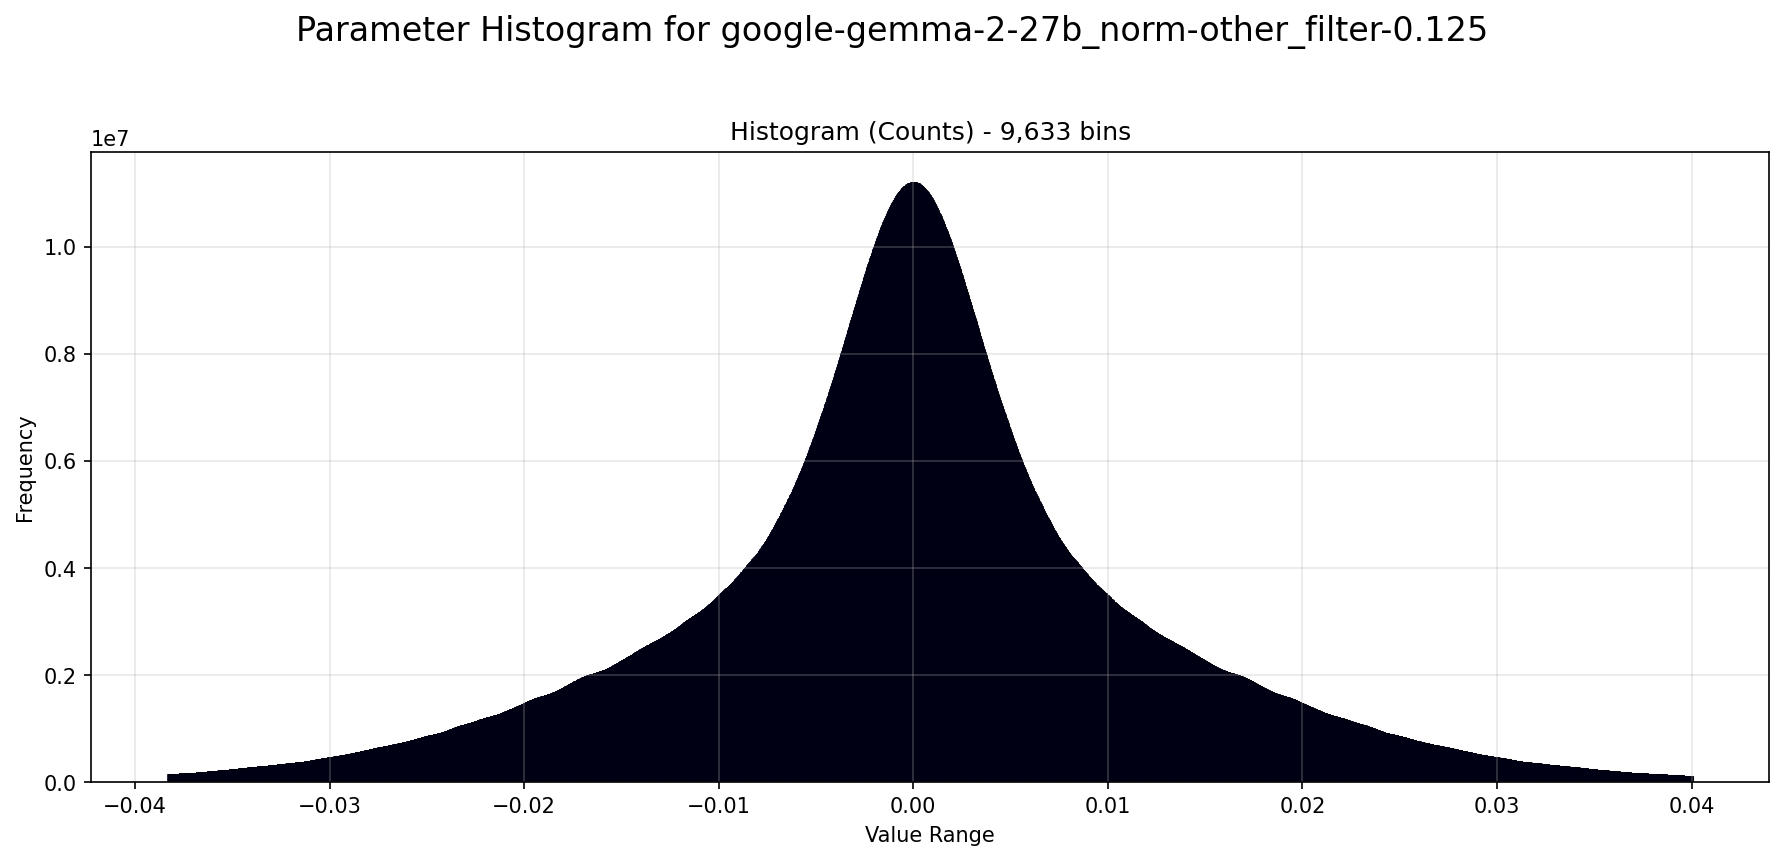 Parameter Histogram for google-gemma-2-27b_norm-other_filter-0.125
Histogram (Counts) - 9,633 bins
1e7
1.0
0.8
0.6
0.4
0.2
0.0
Frequency
−0.04 −0.03 −0.02 −0.01 0.00 0.01 0.02 0.03 0.04
Value Range